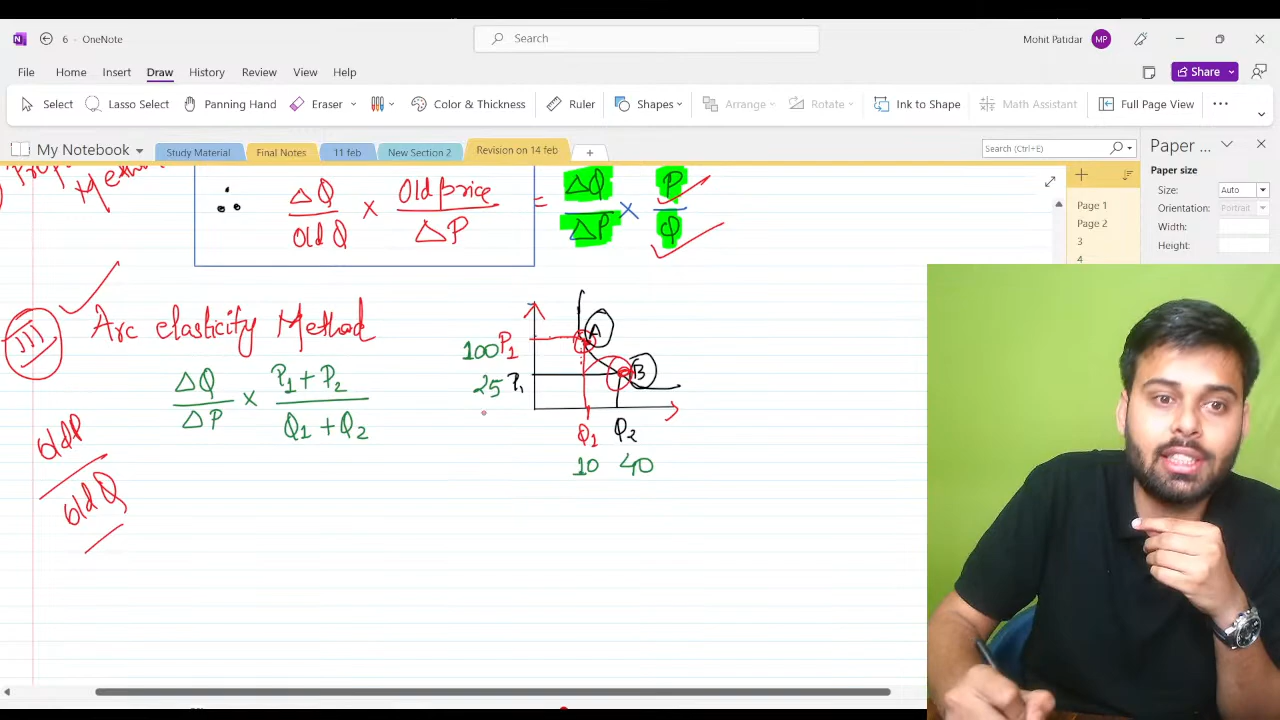 6 - OneNote
Search
Mohit Patidar MP
File Home Insert Draw History Review View Help
Share
Select Lasso Select Panning Hand Eraser Color & Thickness Ruler Shapes Arrange Rotate Ink to Shape Math Assistant Full Page View
My Notebook Study Material Final Notes 11 feb New Section 2 Revision on 14 feb + Search (Ctrl+E)
Paper ...
Paper size
Size: Auto
Orientation: Portrait
Width:
Height:
Page 1
Page 2
3
4
Method
∴ ΔQ / Old Q × Old price / ΔP = ΔQ / ΔP × P / Q
III Arc elasticity Method
ΔQ / ΔP × P1 + P2 / Q1 + Q2
old P / old Q
A
B
100 P1
25 P1
Q1 Q2
10 40